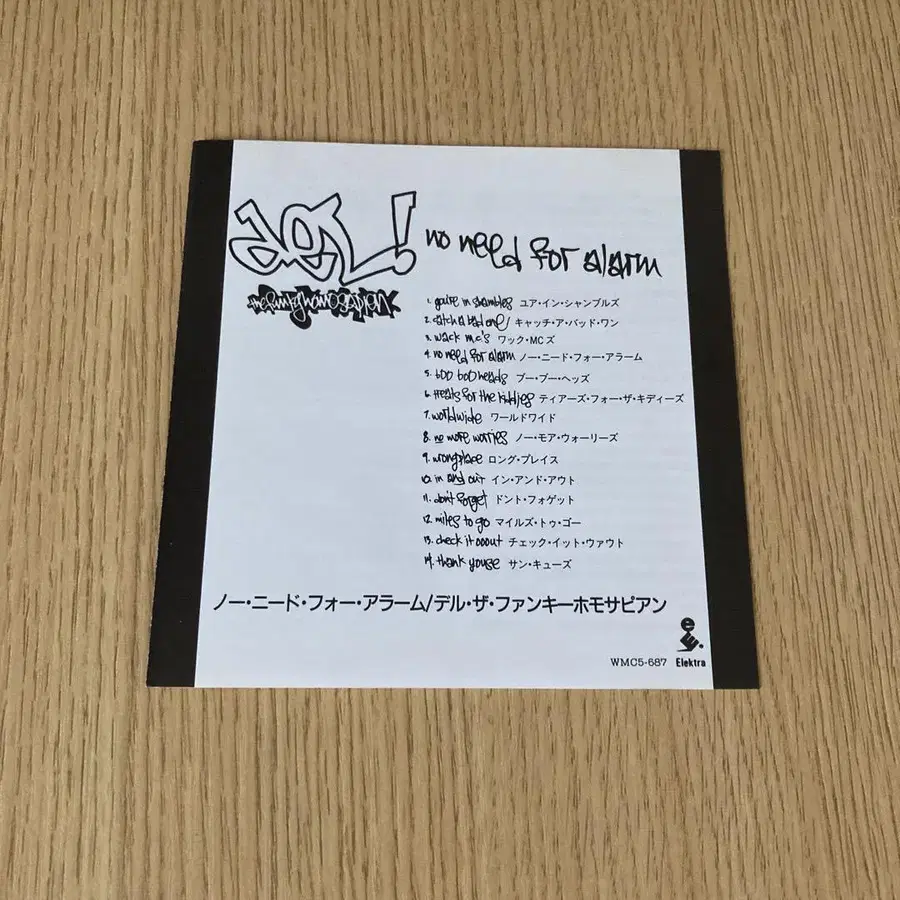 del!
the funky homosapien
no need for alarm
1. you're in shambles ユア・イン・シャンブルズ
2. catch a bad one! キャッチ・ア・バッド・ワン
3. wack m.c.'s ワック・MCズ
4. no need for alarm ノー・ニード・フォー・アラーム
5. boo boo heads ブー・ブー・ヘッズ
6. treats for the kiddies ティアーズ・フォー・ザ・キディーズ
7. worldwide ワールドワイド
8. no more worries ノー・モア・ウォーリーズ
9. wrongplace ロング・プレイス
10. in and out イン・アンド・アウト
11. don't forget ドント・フォゲット
12. miles to go マイルズ・トゥ・ゴー
13. check it ooout チェック・イット・ウァウト
14. thank youse サン・キューズ
ノー・ニード・フォー・アラーム/デル・ザ・ファンキーホモサピアン
WMC5-687 Elektra